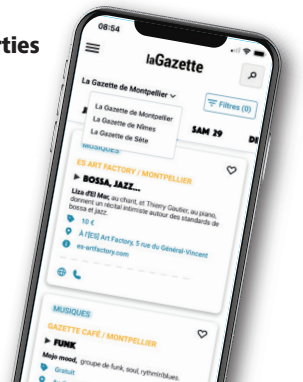 rties
08:54
laGazette
La Gazette de Montpellier
Filtres (0)
La Gazette de Montpellier
La Gazette de Nîmes
La Gazette de Sète
SAM 29
MUSIQUES
ES ART FACTORY / MONTPELLIER
BOSSA, JAZZ...
Liza d'El Mar, au chant, et Thierry Gautier, au piano,
donnent un récital intimiste autour des standards de
bossa et jazz.
10 €
À l'[ES] Art Factory, 5 rue du Général-Vincent
es-artfactory.com
MUSIQUES
GAZETTE CAFÉ / MONTPELLIER
FUNK
Mojo mood, groupe de funk, soul, rythm'n'blues.
Gratuit